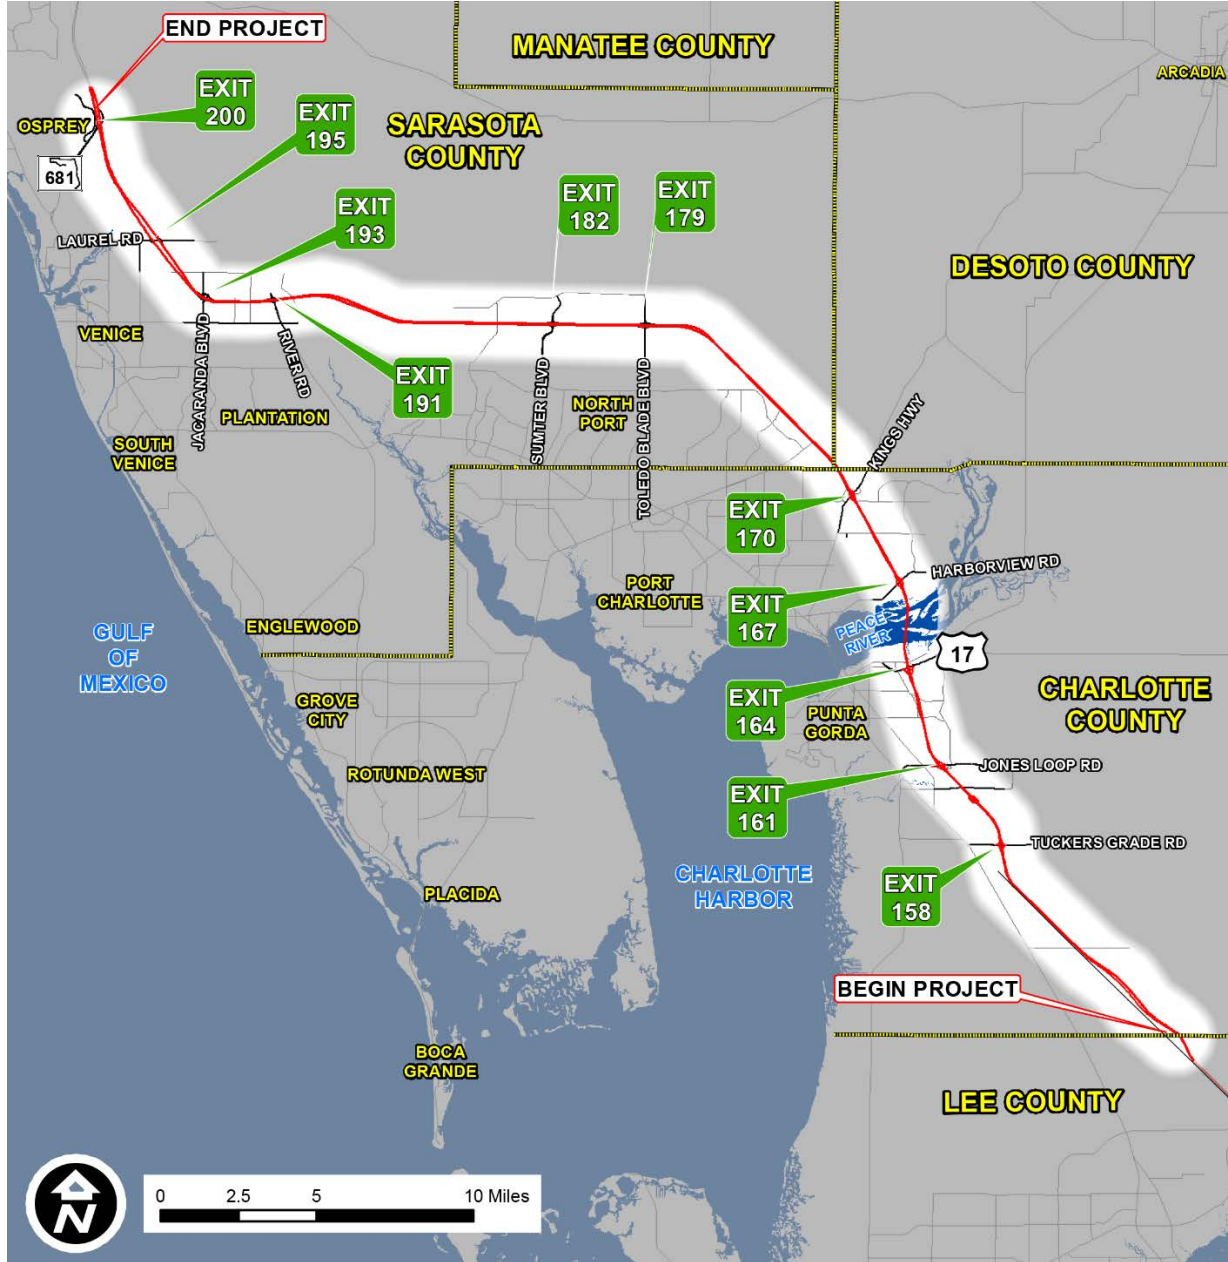 END PROJECT
MANATEE COUNTY
ARCADIA
EXIT
200
EXIT
195
OSPREY
SARASOTA
COUNTY
681
EXIT
193
EXIT
182
EXIT
179
LAUREL RD
DESOTO COUNTY
VENICE
JACARANDA BLVD
RIVER RD
EXIT
191
PLANTATION
SUMTER BLVD
NORTH
PORT
TOLEDO BLADE BLVD
KINGS HWY
SOUTH
VENICE
EXIT
170
HARBORVIEW RD
PORT
CHARLOTTE
EXIT
167
PEACE
RIVER
ENGLEWOOD
GULF
OF
MEXICO
17
CHARLOTTE
COUNTY
GROVE
CITY
EXIT
164
PUNTA
GORDA
ROTUNDA WEST
JONES LOOP RD
EXIT
161
TUCKERS GRADE RD
CHARLOTTE
HARBOR
PLACIDA
EXIT
158
BEGIN PROJECT
BOCA
GRANDE
LEE COUNTY
N
0 2.5 5 10 Miles